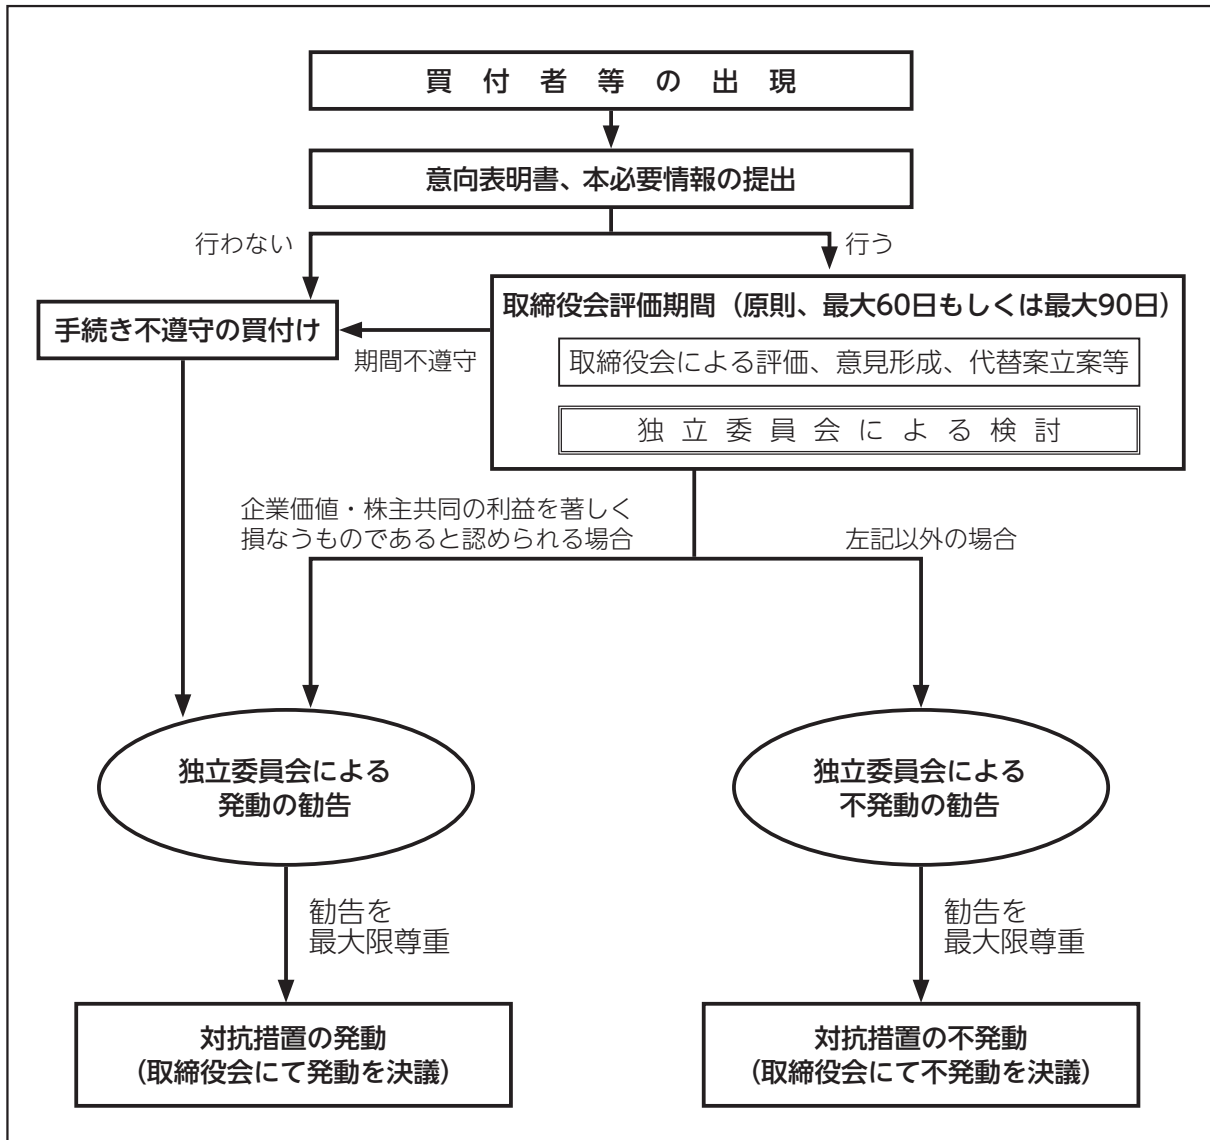 買付者等の出現
意向表明書、本必要情報の提出
行わない
行う
手続き不遵守の買付け
期間不遵守
取締役会評価期間（原則、最大60日もしくは最大90日）
取締役会による評価、意見形成、代替案立案等
独立委員会による検討
企業価値・株主共同の利益を著しく
損なうものであると認められる場合
左記以外の場合
独立委員会による
発動の勧告
独立委員会による
不発動の勧告
勧告を
最大限尊重
勧告を
最大限尊重
対抗措置の発動
（取締役会にて発動を決議）
対抗措置の不発動
（取締役会にて不発動を決議）